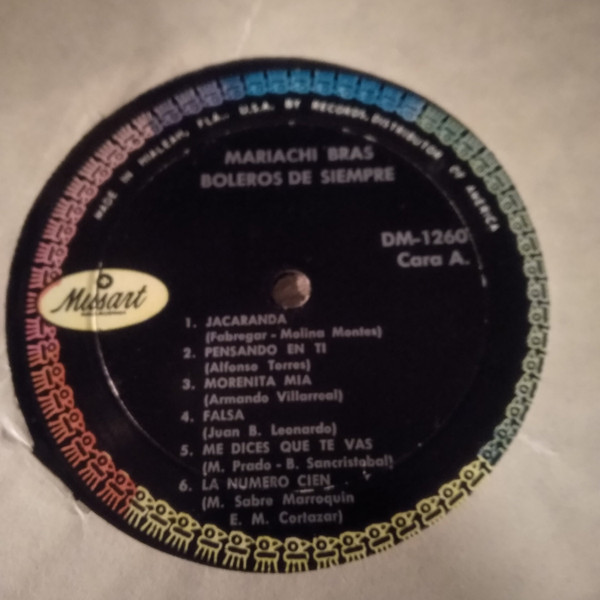 MADE IN HIALEAH, FLA., U.S.A. BY RECORDS, DISTRIBUTOR OF AMERICA
MARIACHI BRAS
BOLEROS DE SIEMPRE
DM-1260
Cara A.
Musart
1. JACARANDA
(Fabregar - Molina Montes)
2. PENSANDO EN TI
(Alfonso Torres)
3. MORENITA MIA
(Armando Villarreal)
4. FALSA
(Juan B. Leonardo)
5. ME DICES QUE TE VAS
(M. Prado - B. Sancristobal)
6. LA NUMERO CIEN
(M. Sabre Marroquin
E. M. Cortazar)